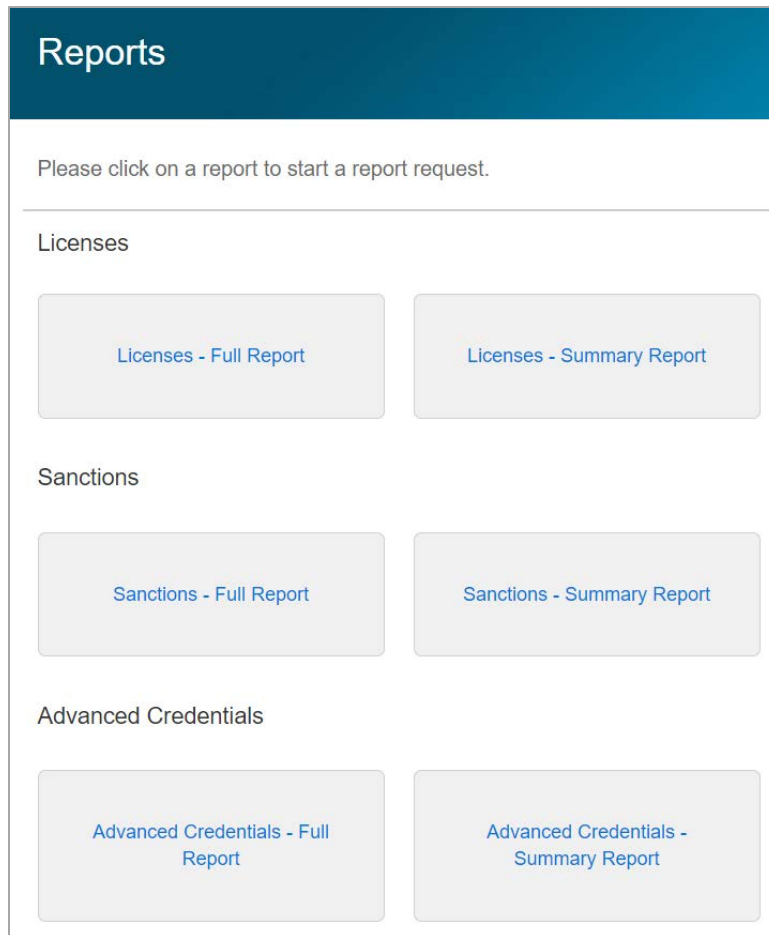 Reports
Please click on a report to start a report request.
Licenses
Licenses - Full Report
Licenses - Summary Report
Sanctions
Sanctions - Full Report
Sanctions - Summary Report
Advanced Credentials
Advanced Credentials - Full
Report
Advanced Credentials -
Summary Report